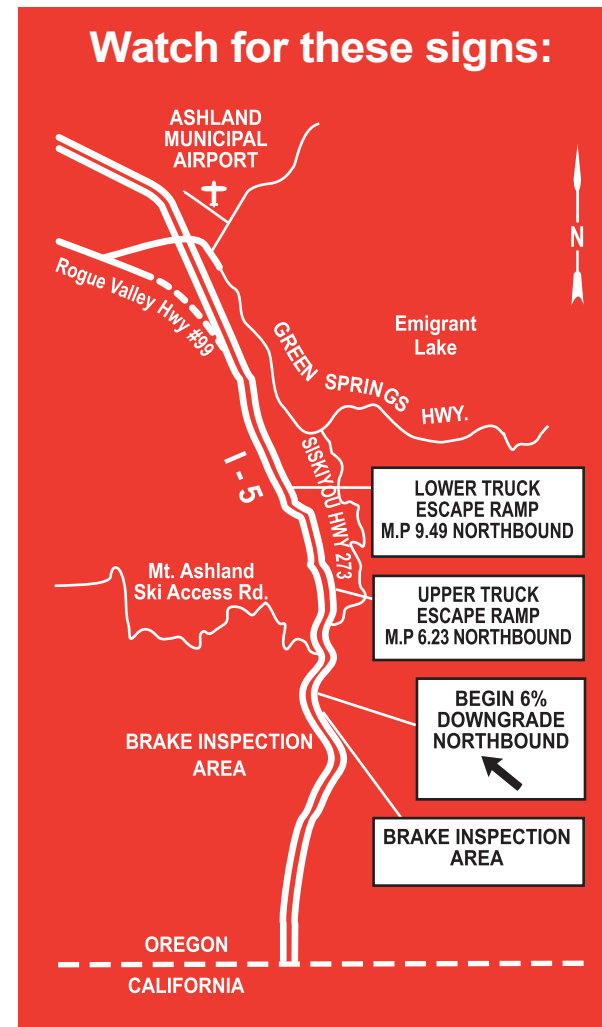 Watch for these signs:
ASHLAND
MUNICIPAL
AIRPORT
N
Rogue Valley Hwy #99
Emigrant
Lake
GREEN SPRINGS HWY.
I - 5
SISKIYOU HWY 273
LOWER TRUCK
ESCAPE RAMP
M.P 9.49 NORTHBOUND
Mt. Ashland
Ski Access Rd.
UPPER TRUCK
ESCAPE RAMP
M.P 6.23 NORTHBOUND
BEGIN 6%
DOWNGRADE
NORTHBOUND
BRAKE INSPECTION
AREA
BRAKE INSPECTION
AREA
OREGON
CALIFORNIA